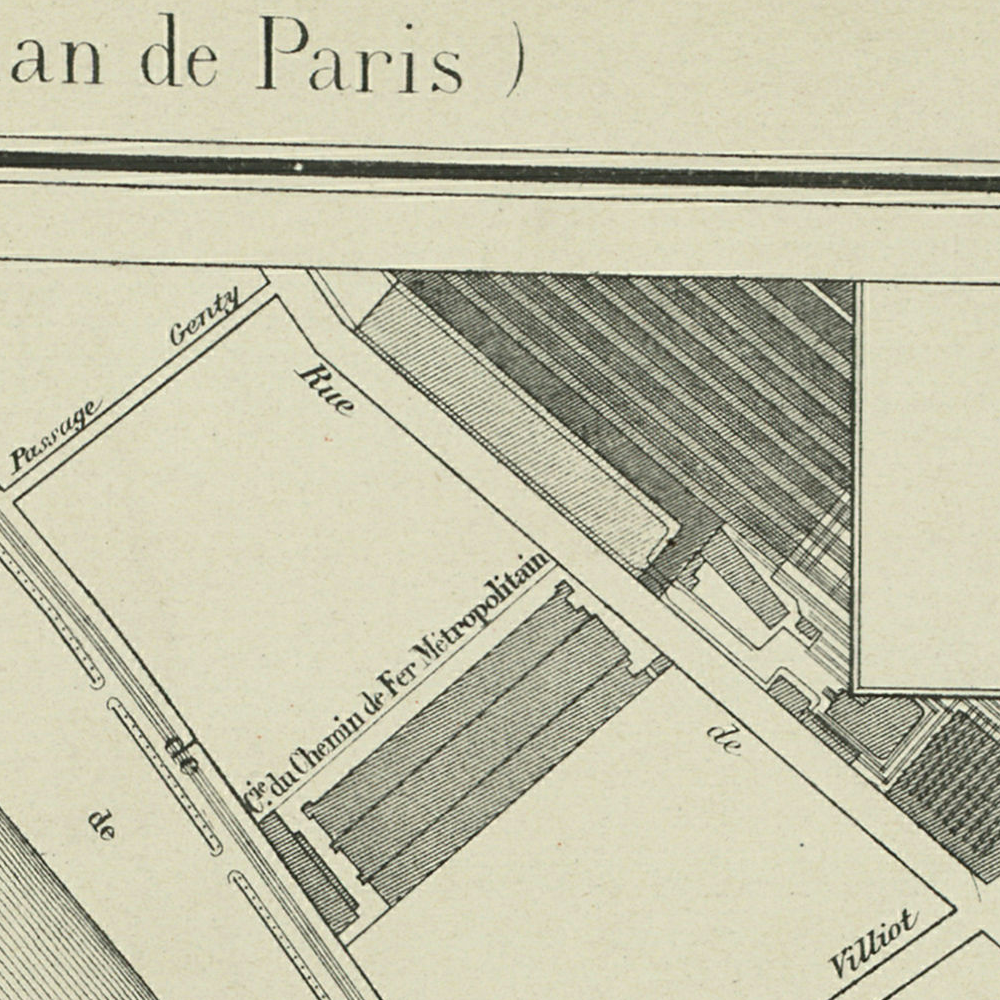 an de Paris )
Passage Genty
Rue
Cie. du Chemin de Fer Métropolitain
de
de
de
Villiot